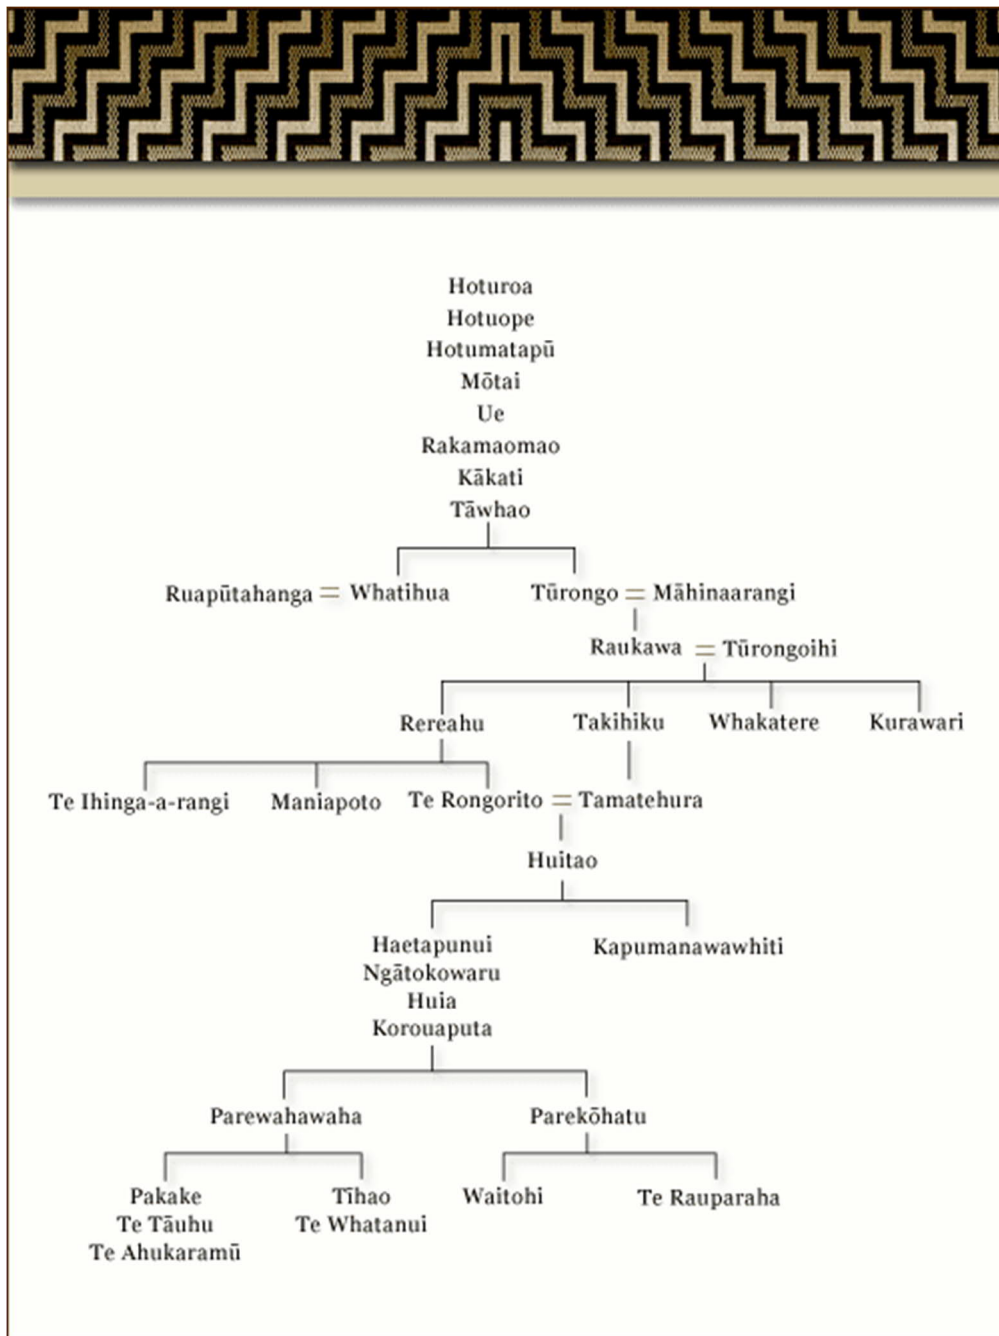 Hoturoa
Hotuope
Hotumatapū
Mōtai
Ue
Rakamaomao
Kākati
Tāwhao
Ruapūtahanga = Whatihua Tūrongo = Māhinaarangi
Raukawa = Tūrongoihi
Rereahu Takihiku Whakatere Kurawari
Te Ihinga-a-rangi Maniapoto Te Rongorito = Tamatehura
Huitao
Haetapunui Kapumanawawhiti
Ngātokowaru
Huia
Korouaputa
Parewahawaha Parekōhatu
Pakake Tīhao Waitohi Te Rauparaha
Te Tāuhu Te Whatanui
Te Ahukaramū